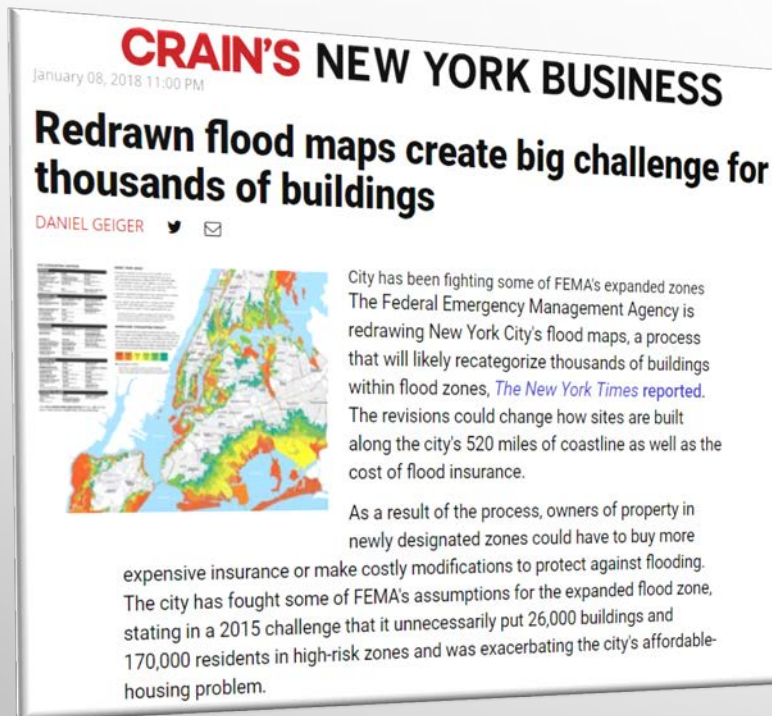 CRAIN'S NEW YORK BUSINESS
January 08, 2018 11:00 PM
Redrawn flood maps create big challenge for
thousands of buildings
DANIEL GEIGER
City has been fighting some of FEMA's expanded zones
The Federal Emergency Management Agency is
redrawing New York City's flood maps, a process
that will likely recategorize thousands of buildings
within flood zones, The New York Times reported.
The revisions could change how sites are built
along the city's 520 miles of coastline as well as the
cost of flood insurance.
As a result of the process, owners of property in
newly designated zones could have to buy more
expensive insurance or make costly modifications to protect against flooding.
The city has fought some of FEMA's assumptions for the expanded flood zone,
stating in a 2015 challenge that it unnecessarily put 26,000 buildings and
170,000 residents in high-risk zones and was exacerbating the city's affordable-
housing problem.